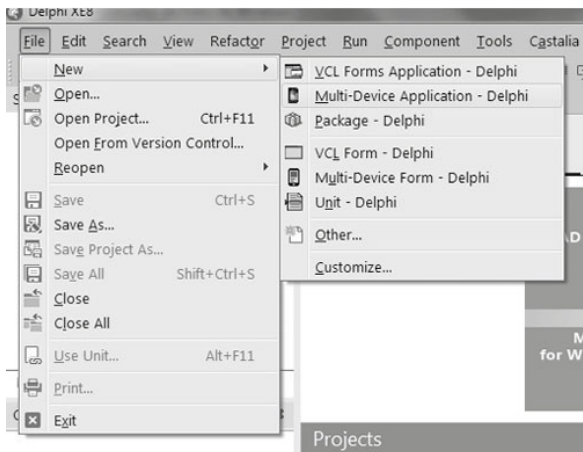 Delphi XE8
File Edit Search View Refactor Project Run Component Tools Castalia
New
Open...
Open Project... Ctrl+F11
Open From Version Control...
Reopen
Save Ctrl+S
Save As...
Save Project As...
Save All Shift+Ctrl+S
Close
Close All
Use Unit... Alt+F11
Print...
Exit
VCL Forms Application - Delphi
Multi-Device Application - Delphi
Package - Delphi
VCL Form - Delphi
Multi-Device Form - Delphi
Unit - Delphi
Other...
Customize...
for W
Projects